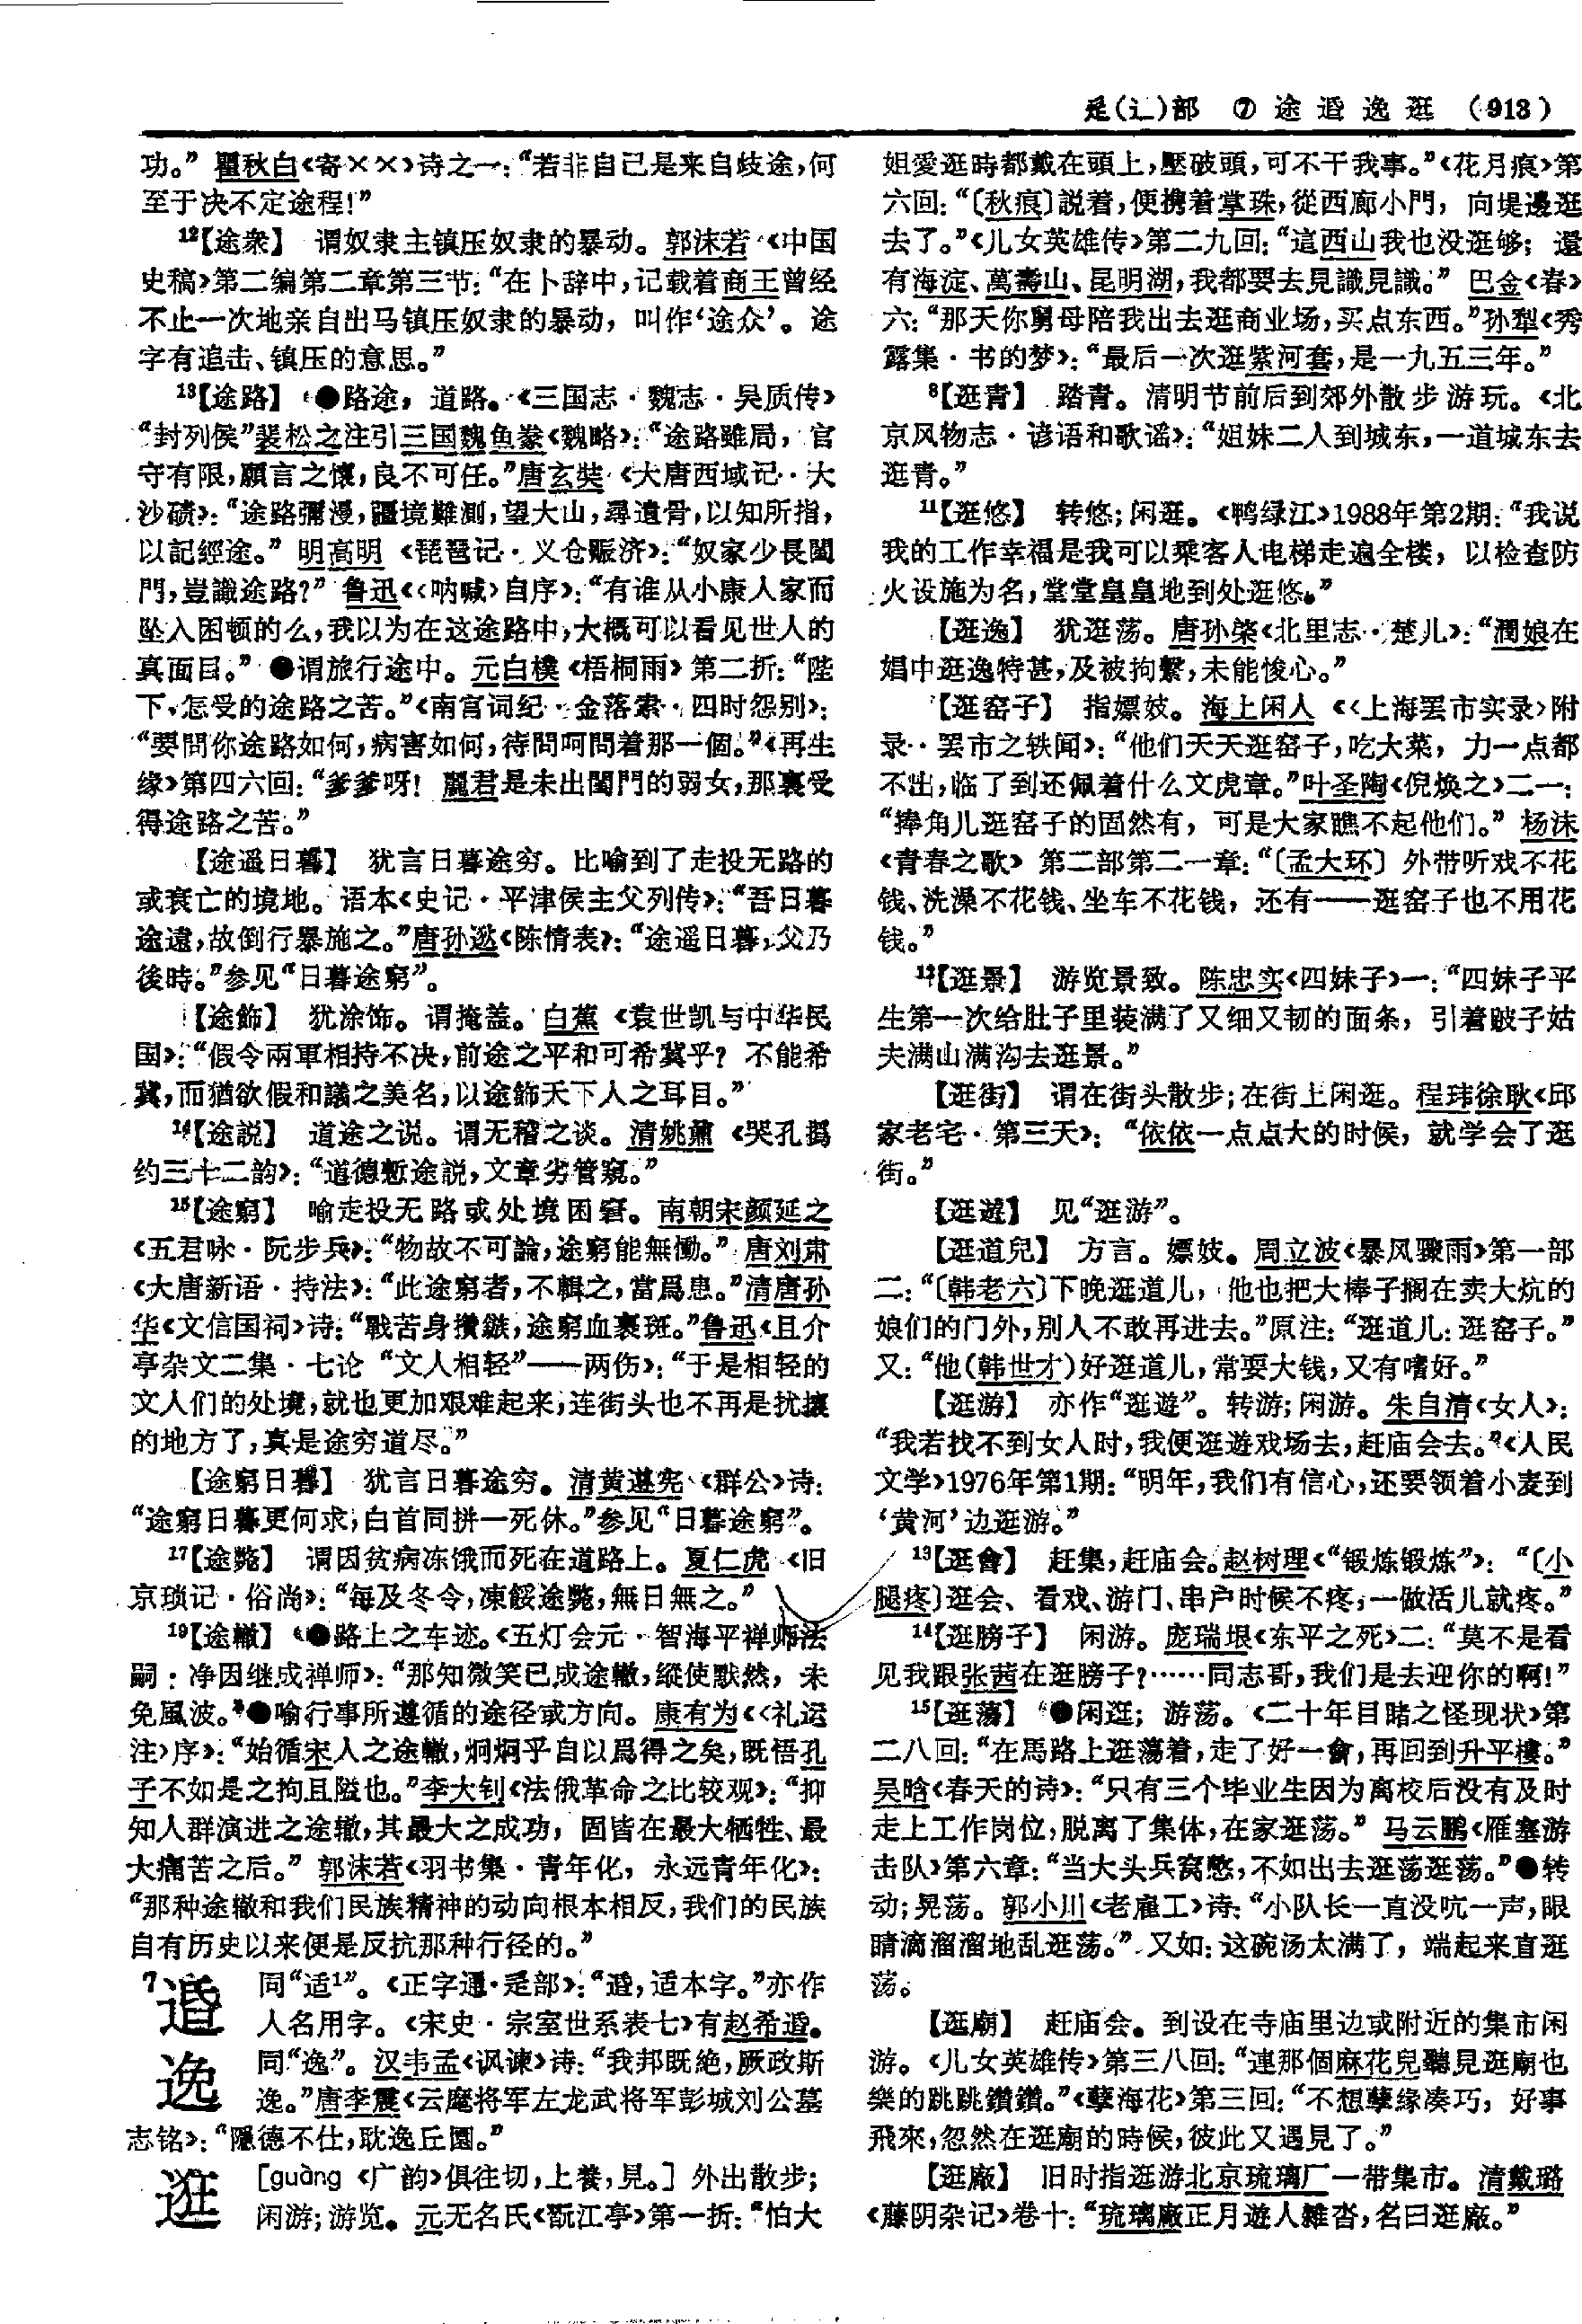 辵(辶)部 ⑦ 途 逬 逸 逛 (913)
功。” 瞿秋白《寄××》诗之一：“若非自己是来自歧途，何
至于决不定途程！”
¹²【途衆】 谓奴隶主镇压奴隶的暴动。郭沫若《中国
史稿》第二编第二章第三节：“在卜辞中，记载着商王曾经
不止一次地亲自出马镇压奴隶的暴动，叫作‘途众’。途
字有追击、镇压的意思。”
¹³【途路】 ●路途，道路。《三国志·魏志·吴质传》
“封列侯”裴松之注引三国魏鱼豢《魏略》：“途路雖局，官
守有限，願言之懷，良不可任。”唐玄奘《大唐西域记·大
沙碛》：“途路彌漫，疆境難測，望大山，尋遺骨，以知所指，
以記經途。” 明高明《琵琶记·义仓赈济》：“奴家少長閨
門，豈識途路？” 鲁迅《〈呐喊〉自序》：“有谁从小康人家而
坠入困顿的么，我以为在这途路中，大概可以看见世人的
真面目。” ●谓旅行途中。元白樸《梧桐雨》第二折：“陛
下，怎受的途路之苦。”《南宫词纪·金落索·四时怨别》：
“要問你途路如何，病害如何，待問呵問着那一個。”《再生
缘》第四六回：“爹爹呀！麗君是未出閨門的弱女，那裏受
得途路之苦。”
【途遥日暮】 犹言日暮途穷。比喻到了走投无路的
或衰亡的境地。语本《史记·平津侯主父列传》：“吾日暮
途遠，故倒行暴施之。”唐孙逖《陈情表》：“途遥日暮，父乃
後時。”参见“日暮途窮”。
【途飾】 犹涂饰。谓掩盖。白蕉《袁世凯与中华民
国》：“假令兩軍相持不决，前途之平和可希冀乎？不能希
冀，而猶欲假和議之美名，以途飾天下人之耳目。”
¹⁴【途説】 道途之说。谓无稽之谈。清姚鼐《哭孔撝
约三十二韵》：“道德慙途説，文章劣管窺。”
¹⁵【途窮】 喻走投无路或处境困窘。南朝宋颜延之
《五君咏·阮步兵》：“物故不可論，途窮能無慟。” 唐刘肃
《大唐新语·持法》：“此途窮者，不輯之，當爲患。”清唐孙
华《文信国祠》诗：“戰苦身攢鏃，途窮血裹斑。”鲁迅《且介
亭杂文二集·七论“文人相轻”——两伤》：“于是相轻的
文人们的处境，就也更加艰难起来，连街头也不再是扰攘
的地方了，真是途穷道尽。”
【途窮日暮】 犹言日暮途穷。清黄遵宪《群公》诗：
“途窮日暮更何求，白首同拼一死休。”参见“日暮途窮”。
¹⁷【途斃】 谓因贫病冻饿而死在道路上。夏仁虎《旧
京琐记·俗尚》：“每及冬令，凍餒途斃，無日無之。”
¹⁹【途轍】 ●路上之车迹。《五灯会元·智海平禅师法
嗣·净因继成禅师》：“那知微笑已成途轍，縱使默然，未
免風波。”●喻行事所遵循的途径或方向。康有为《〈礼运
注〉序》：“始循宋人之途轍，炯炯乎自以爲得之矣，既悟孔
子不如是之拘且隘也。”李大钊《法俄革命之比较观》：“抑
知人群演进之途辙，其最大之成功，固皆在最大牺牲、最
大痛苦之后。” 郭沫若《羽书集·青年化，永远青年化》：
“那种途辙和我们民族精神的动向根本相反，我们的民族
自有历史以来便是反抗那种行径的。”
⁷ 同“适¹”。《正字通·辵部》：“，适本字。”亦作
人名用字。《宋史·宗室世系表七》有赵希。
逸 同“逸”。汉韦孟《讽谏》诗：“我邦既絶，厥政斯
逸。”唐李震《云麾将军左龙武将军彭城刘公墓
志铭》：“隱德不仕，耽逸丘園。”
逛 [guàng《广韵》俱往切，上養，見。] 外出散步；
闲游；游览。元无名氏《翫江亭》第一折：“怕大
姐愛逛時都戴在頭上，壓破頭，可不干我事。”《花月痕》第
六回：“〔秋痕〕説着，便携着掌珠，從西廊小門，向堤邊逛
去了。”《儿女英雄传》第二九回：“這西山我也没逛够；還
有海淀、萬壽山、昆明湖，我都要去見識見識。” 巴金《春》
六：“那天你舅母陪我出去逛商业场，买点东西。”孙犁《秀
露集·书的梦》：“最后一次逛紫河套，是一九五三年。”
⁸【逛青】 踏青。清明节前后到郊外散步游玩。《北
京风物志·谚语和歌谣》：“姐妹二人到城东，一道城东去
逛青。”
¹¹【逛悠】 转悠；闲逛。《鸭绿江》1988年第2期：“我说
我的工作幸福是我可以乘客人电梯走遍全楼，以检查防
火设施为名，堂堂皇皇地到处逛悠。”
【逛逸】 犹逛荡。唐孙棨《北里志·楚儿》：“潤娘在
娼中逛逸特甚，及被拘繫，未能悛心。”
【逛窑子】 指嫖妓。海上闲人《〈上海罢市实录〉附
录·罢市之轶闻》：“他们天天逛窑子，吃大菜，力一点都
不出，临了到还佩着什么文虎章。”叶圣陶《倪焕之》二一：
“捧角儿逛窑子的固然有，可是大家瞧不起他们。” 杨沫
《青春之歌》第二部第二一章：“〔孟大环〕外带听戏不花
钱、洗澡不花钱、坐车不花钱，还有——逛窑子也不用花
钱。”
¹²【逛景】 游览景致。陈忠实《四妹子》一：“四妹子平
生第一次给肚子里装满了又细又韧的面条，引着跛子姑
夫满山满沟去逛景。”
【逛街】 谓在街头散步；在街上闲逛。程玮徐耿《邱
家老宅·第三天》：“依依一点点大的时候，就学会了逛
街。”
【逛遊】 见“逛游”。
【逛道兒】 方言。嫖妓。周立波《暴风骤雨》第一部
二：“〔韩老六〕下晚逛道儿，他也把大棒子搁在卖大炕的
娘们的门外，别人不敢再进去。”原注：“逛道儿：逛窑子。”
又：“他(韩世才)好逛道儿，常耍大钱，又有嗜好。”
【逛游】 亦作“逛遊”。转游；闲游。朱自清《女人》：
“我若找不到女人时，我便逛遊戏场去，赶庙会去。”《人民
文学》1976年第1期：“明年，我们有信心，还要领着小麦到
‘黄河’边逛游。”
¹³【逛會】 赶集，赶庙会。赵树理《“锻炼锻炼”》：“〔小
腿疼〕逛会、看戏、游门、串户时候不疼，一做活儿就疼。”
¹⁴【逛膀子】 闲游。庞瑞垠《东平之死》二：“莫不是看
见我跟张茜在逛膀子？……同志哥，我们是去迎你的啊！”
¹⁵【逛蕩】 ●闲逛；游荡。《二十年目睹之怪现状》第
二八回：“在馬路上逛蕩着，走了好一會，再回到升平樓。”
吴晗《春天的诗》：“只有三个毕业生因为离校后没有及时
走上工作岗位，脱离了集体，在家逛荡。” 马云鹏《雁塞游
击队》第六章：“当大头兵窝憋，不如出去逛荡逛荡。”●转
动；晃荡。郭小川《老雇工》诗：“小队长一直没吭一声，眼
睛滴溜溜地乱逛荡。” 又如：这碗汤太满了，端起来直逛
荡。
【逛廟】 赶庙会。到设在寺庙里边或附近的集市闲
游。《儿女英雄传》第三八回：“連那個麻花兒聽見逛廟也
樂的跳跳鑽鑽。”《孽海花》第三回：“不想孽缘凑巧，好事
飛來，忽然在逛廟的時候，彼此又遇見了。”
【逛廠】 旧时指逛游北京琉璃厂一带集市。清戴璐
《藤阴杂记》卷十：“琉璃廠正月遊人雜沓，名曰逛廠。”